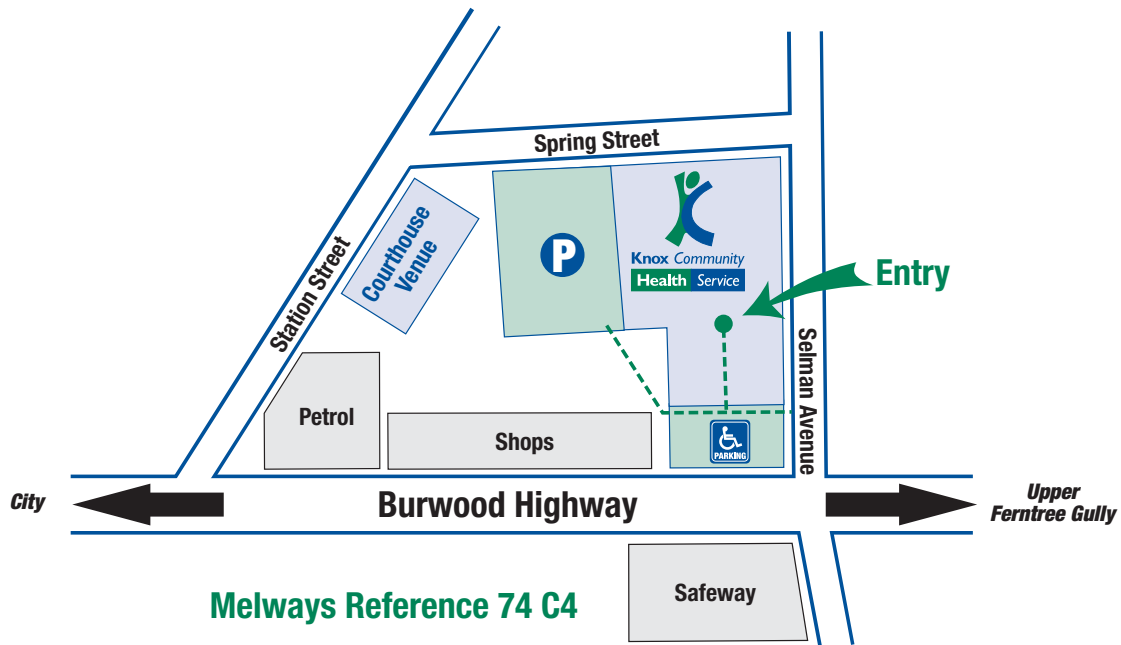 Spring Street
Station Street
Courthouse
Venue
P
Knox Community
Health Service
Entry
Selman Avenue
Petrol
Shops
PARKING
City
Burwood Highway
Upper
Ferntree Gully
Safeway
Melways Reference 74 C4